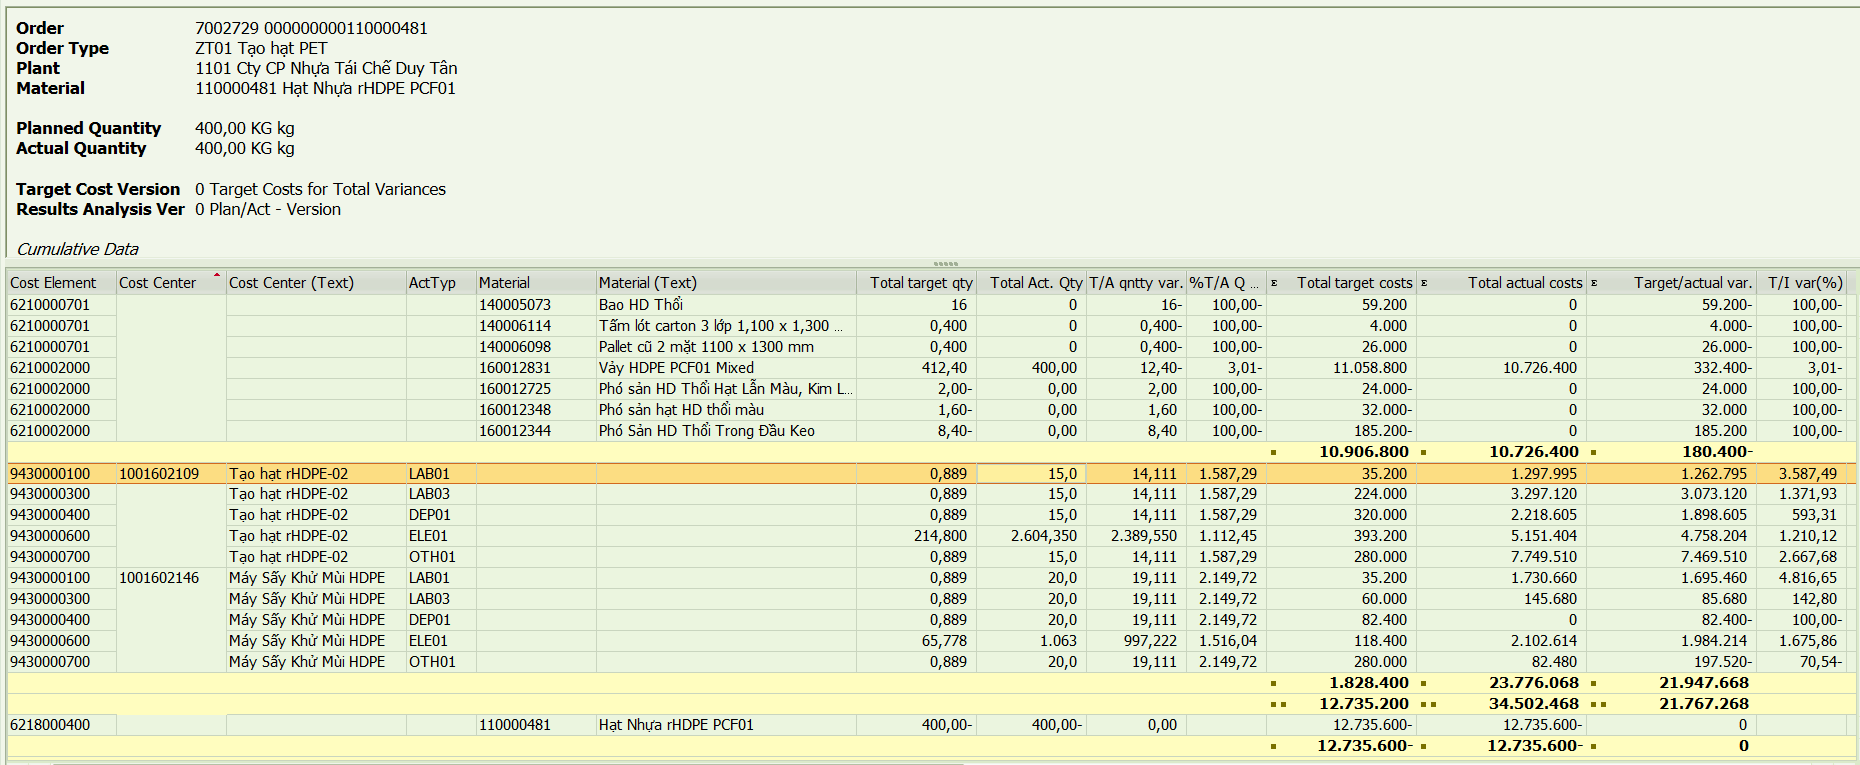 Order 7002729 000000000110000481
Order Type ZT01 Tạo hạt PET
Plant 1101 Cty CP Nhựa Tái Chế Duy Tân
Material 110000481 Hạt Nhựa rHDPE PCF01
Planned Quantity 400,00 KG kg
Actual Quantity 400,00 KG kg
Target Cost Version 0 Target Costs for Total Variances
Results Analysis Ver 0 Plan/Act - Version
Cumulative Data
Cost Element Cost Center Cost Center (Text) ActTyp Material Material (Text) Total target qty Total Act. Qty T/A qntty var. %T/A Q ... Σ Total target costs Σ Total actual costs Σ Target/actual var. T/I var(%)
6210000701 140005073 Bao HD Thổi 16 0 16- 100,00- 59.200 0 59.200- 100,00-
6210000701 140006114 Tấm lót carton 3 lớp 1,100 x 1,300 ... 0,400 0 0,400- 100,00- 4.000 0 4.000- 100,00-
6210000701 140006098 Pallet cũ 2 mặt 1100 x 1300 mm 0,400 0 0,400- 100,00- 26.000 0 26.000- 100,00-
6210002000 160012831 Vảy HDPE PCF01 Mixed 412,40 400,00 12,40- 3,01- 11.058.800 10.726.400 332.400- 3,01-
6210002000 160012725 Phó sản HD Thổi Hạt Lẫn Màu, Kim L... 2,00- 0,00 2,00 100,00- 24.000- 0 24.000 100,00-
6210002000 160012348 Phó sản hạt HD thổi màu 1,60- 0,00 1,60 100,00- 32.000- 0 32.000 100,00-
6210002000 160012344 Phó Sản HD Thổi Trong Đầu Keo 8,40- 0,00 8,40 100,00- 185.200- 0 185.200 100,00-
10.906.800 10.726.400 180.400-
9430000100 1001602109 Tạo hạt rHDPE-02 LAB01 0,889 15,0 14,111 1.587,29 35.200 1.297.995 1.262.795 3.587,49
9430000300 Tạo hạt rHDPE-02 LAB03 0,889 15,0 14,111 1.587,29 224.000 3.297.120 3.073.120 1.371,93
9430000400 Tạo hạt rHDPE-02 DEP01 0,889 15,0 14,111 1.587,29 320.000 2.218.605 1.898.605 593,31
9430000600 Tạo hạt rHDPE-02 ELE01 214,800 2.604,350 2.389,550 1.112,45 393.200 5.151.404 4.758.204 1.210,12
9430000700 Tạo hạt rHDPE-02 OTH01 0,889 15,0 14,111 1.587,29 280.000 7.749.510 7.469.510 2.667,68
9430000100 1001602146 Máy Sấy Khử Mùi HDPE LAB01 0,889 20,0 19,111 2.149,72 35.200 1.730.660 1.695.460 4.816,65
9430000300 Máy Sấy Khử Mùi HDPE LAB03 0,889 20,0 19,111 2.149,72 60.000 145.680 85.680 142,80
9430000400 Máy Sấy Khử Mùi HDPE DEP01 0,889 20,0 19,111 2.149,72 82.400 0 82.400- 100,00-
9430000600 Máy Sấy Khử Mùi HDPE ELE01 65,778 1.063 997,222 1.516,04 118.400 2.102.614 1.984.214 1.675,86
9430000700 Máy Sấy Khử Mùi HDPE OTH01 0,889 20,0 19,111 2.149,72 280.000 82.480 197.520- 70,54-
1.828.400 23.776.068 21.947.668
12.735.200 34.502.468 21.767.268
6218000400 110000481 Hạt Nhựa rHDPE PCF01 400,00- 400,00- 0,00 12.735.600- 12.735.600- 0
12.735.600- 12.735.600- 0